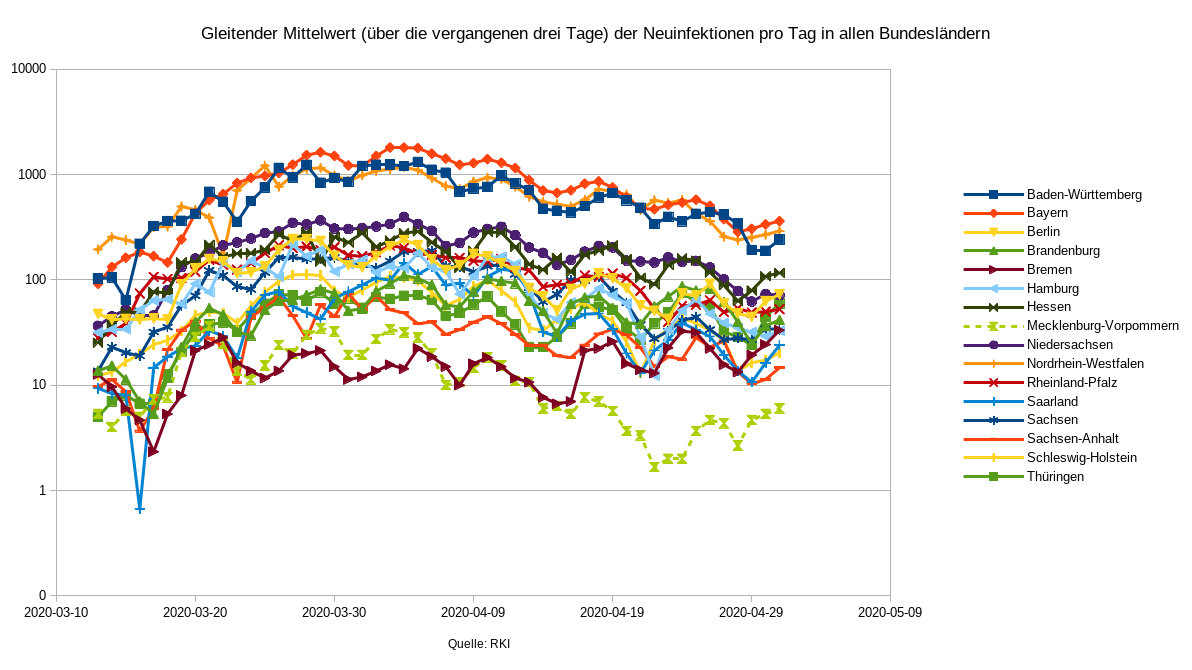 Gleitender Mittelwert (über die vergangenen drei Tage) der Neuinfektionen pro Tag in allen Bundesländern
10000
1000
100
10
1
0
2020-03-10
2020-03-20
2020-03-30
2020-04-09
2020-04-19
2020-04-29
2020-05-09
Quelle: RKI
Baden-Württemberg
Bayern
Berlin
Brandenburg
Bremen
Hamburg
Hessen
Mecklenburg-Vorpommern
Niedersachsen
Nordrhein-Westfalen
Rheinland-Pfalz
Saarland
Sachsen
Sachsen-Anhalt
Schleswig-Holstein
Thüringen